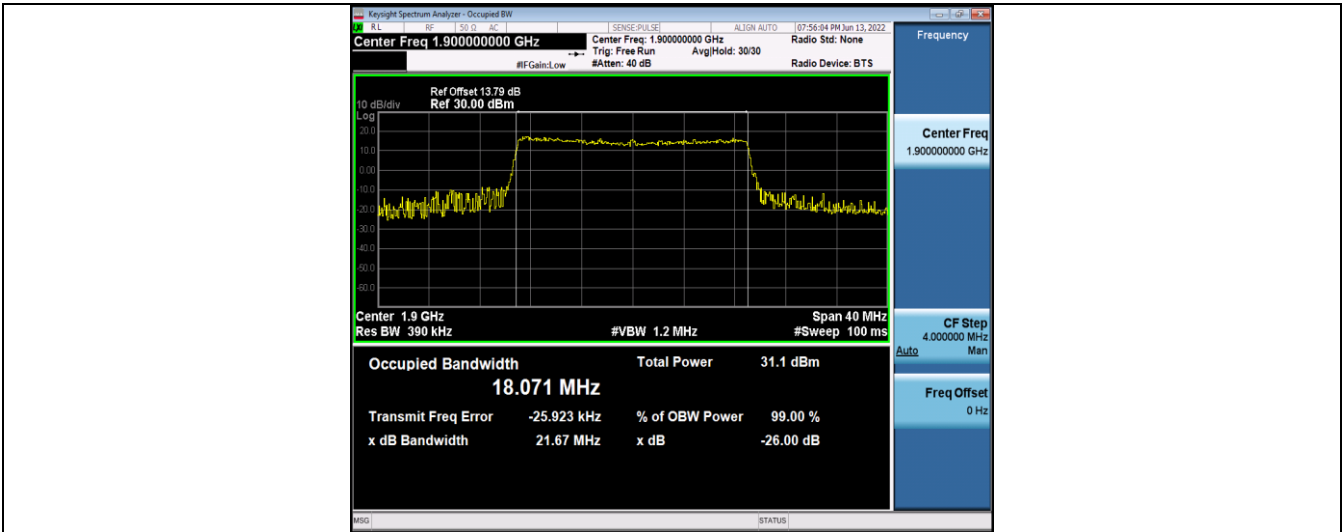 Keysight Spectrum Analyzer - Occupied BW
RL RF 50 Ω AC SENSE:PULSE ALIGN AUTO 07:56:04 PM Jun 13, 2022
Center Freq 1.900000000 GHz Center Freq: 1.900000000 GHz Radio Std: None
Trig: Free Run Avg|Hold: 30/30
#IFGain:Low #Atten: 40 dB Radio Device: BTS
Frequency
Ref Offset 13.79 dB
10 dB/div Ref 30.00 dBm
Log
20.0
10.0
0.00
-10.0
-20.0
-30.0
-40.0
-50.0
-60.0
Center 1.9 GHz Span 40 MHz
Res BW 390 kHz #VBW 1.2 MHz #Sweep 100 ms
Center Freq
1.900000000 GHz
CF Step
4.000000 MHz
Auto Man
Freq Offset
0 Hz
Occupied Bandwidth Total Power 31.1 dBm
18.071 MHz
Transmit Freq Error -25.923 kHz % of OBW Power 99.00 %
x dB Bandwidth 21.67 MHz x dB -26.00 dB
MSG STATUS